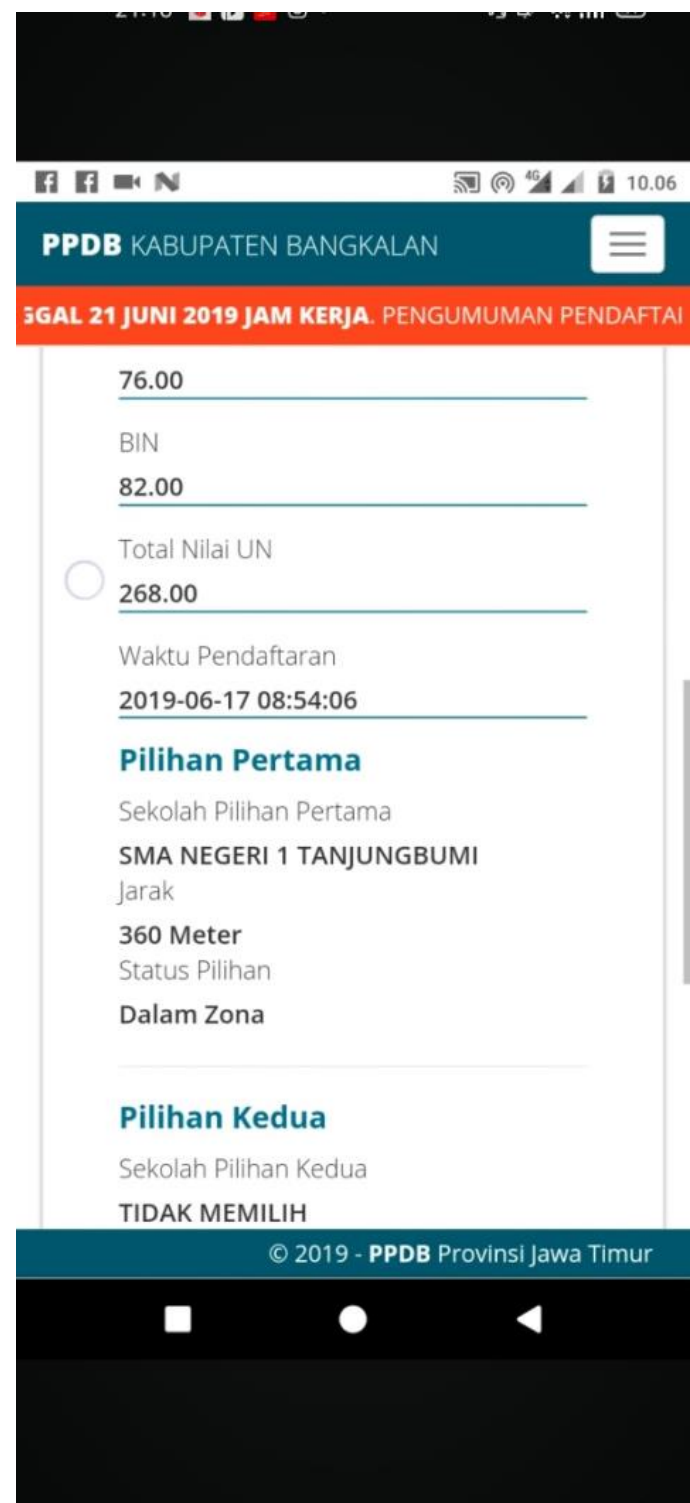 10.06
PPDB KABUPATEN BANGKALAN
GGAL 21 JUNI 2019 JAM KERJA. PENGUMUMAN PENDAFTAI
76.00
BIN
82.00
Total Nilai UN
268.00
Waktu Pendaftaran
2019-06-17 08:54:06
Pilihan Pertama
Sekolah Pilihan Pertama
SMA NEGERI 1 TANJUNGBUMI
Jarak
360 Meter
Status Pilihan
Dalam Zona
Pilihan Kedua
Sekolah Pilihan Kedua
TIDAK MEMILIH
© 2019 - PPDB Provinsi Jawa Timur